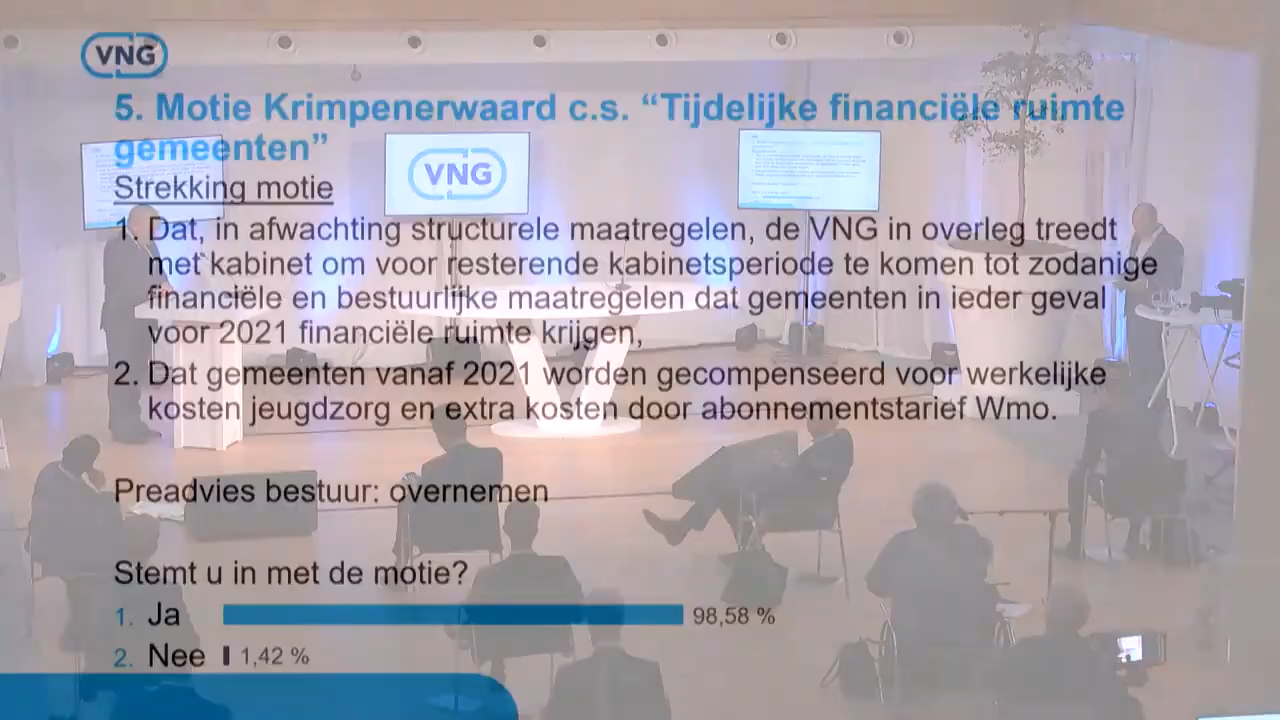 VNG
5. Motie Krimpenerwaard c.s. “Tijdelijke financiële ruimte
gemeenten”
VNG
Strekking motie
1. Dat, in afwachting structurele maatregelen, de VNG in overleg treedt
met kabinet om voor resterende kabinetsperiode te komen tot zodanige
financiële en bestuurlijke maatregelen dat gemeenten in ieder geval
voor 2021 financiële ruimte krijgen,
2. Dat gemeenten vanaf 2021 worden gecompenseerd voor werkelijke
kosten jeugdzorg en extra kosten door abonnementstarief Wmo.
Preadvies bestuur: overnemen
Stemt u in met de motie?
1. Ja 98,58 %
2. Nee 1,42 %